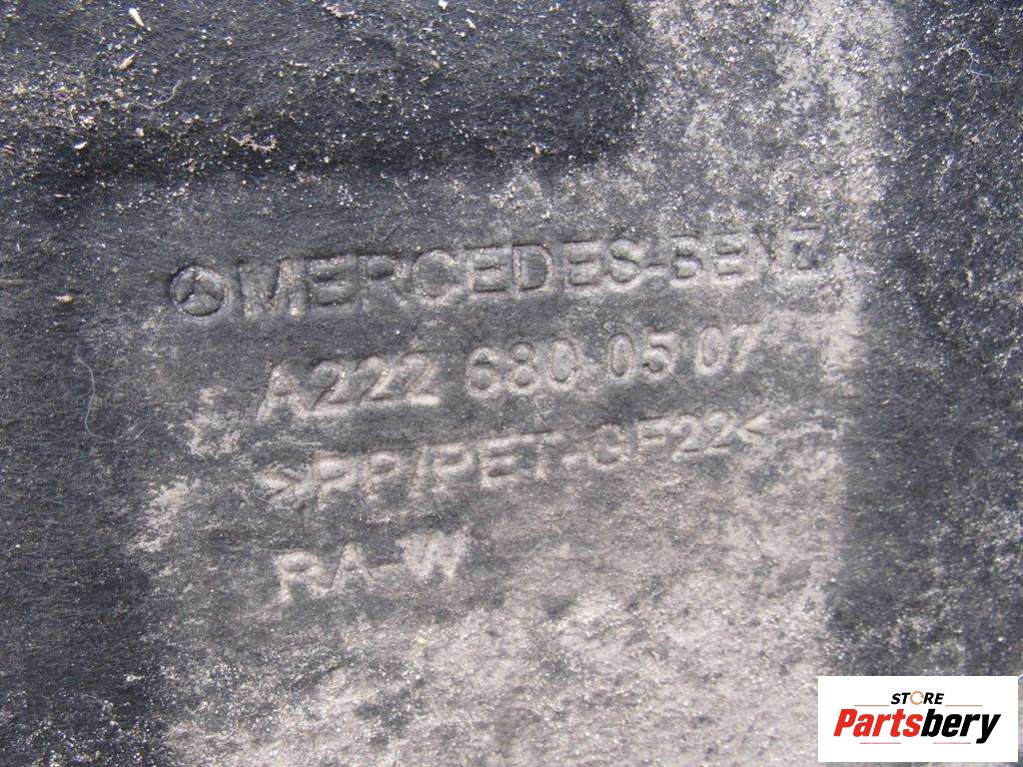 MERCEDES-BENZ
A222 680 05 07
>PP/PET-GF22<
RA-W
STORE
Partsbery